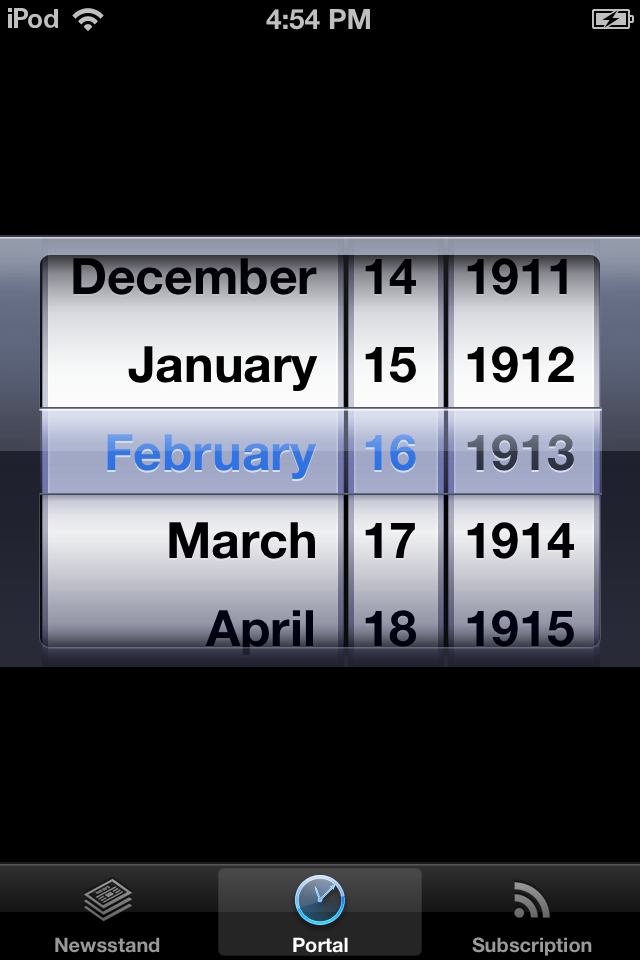 iPod 4:54 PM
December 14 1911
January 15 1912
February 16 1913
March 17 1914
April 18 1915
Newsstand Portal Subscription